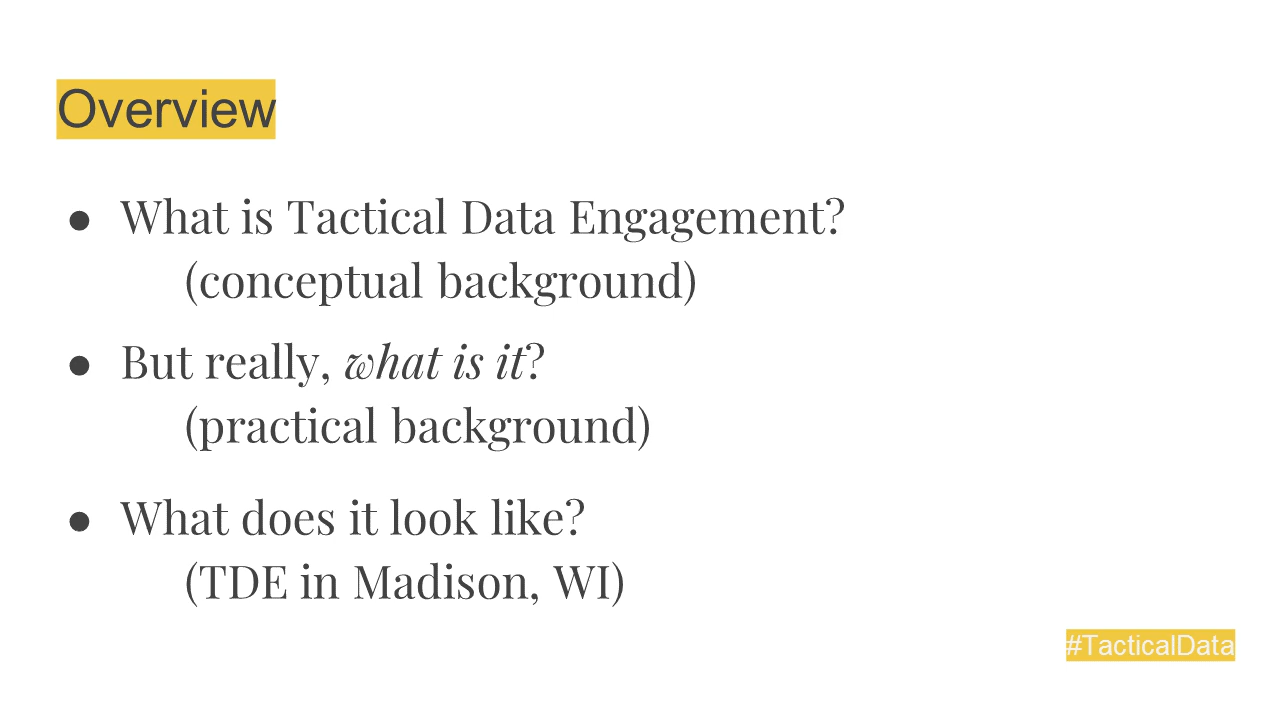 Overview
● What is Tactical Data Engagement?
(conceptual background)
● But really, what is it?
(practical background)
● What does it look like?
(TDE in Madison, WI)
#TacticalData